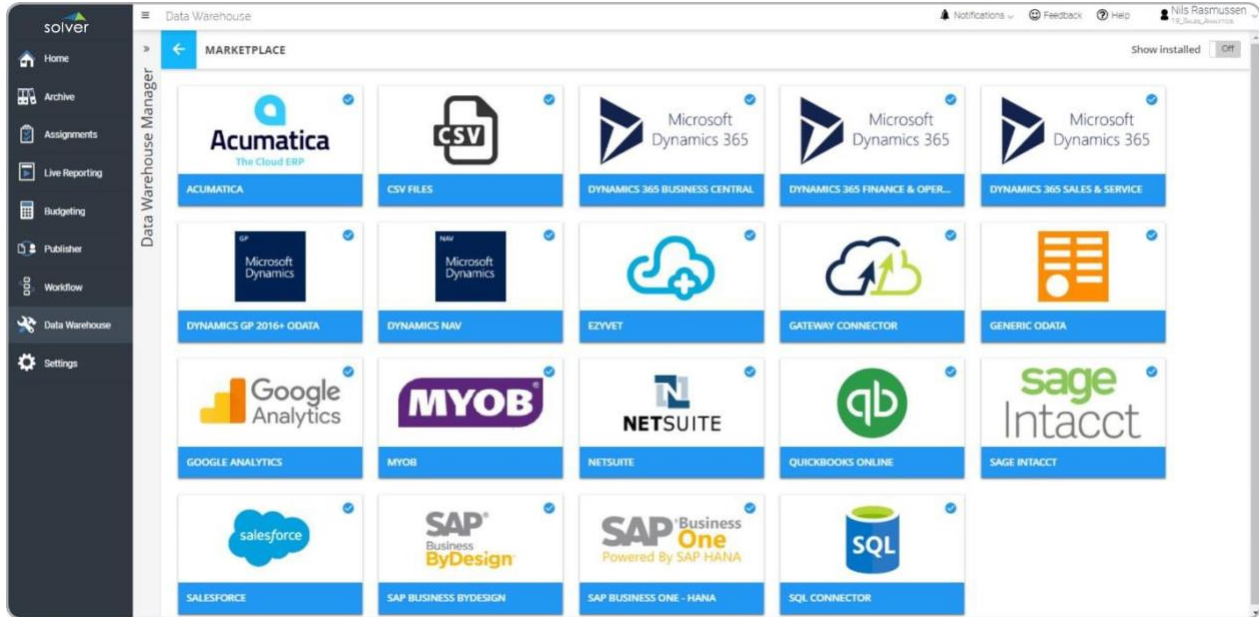 solver
Data Warehouse
Notifications
Feedback
Help
Nils Rasmussen
Home
Archive
Assignments
Live Reporting
Budgeting
Publisher
Workflow
Data Warehouse
Settings
Data Warehouse Manager
MARKETPLACE
Show installed
Off
Acumatica
The Cloud ERP
ACUMATICA
CSV
CSV FILES
Microsoft
Dynamics 365
DYNAMICS 365 BUSINESS CENTRAL
Microsoft
Dynamics 365
DYNAMICS 365 FINANCE & OPER...
Microsoft
Dynamics 365
DYNAMICS 365 SALES & SERVICE
GP
Microsoft
Dynamics
DYNAMICS GP 2016+ ODATA
NAV
Microsoft
Dynamics
DYNAMICS NAV
EZYVET
GATEWAY CONNECTOR
GENERIC ODATA
Google
Analytics
GOOGLE ANALYTICS
MYOB®
MYOB
N
NETSUITE
NETSUITE
qb
QUICKBOOKS ONLINE
sage
Intacct
SAGE INTACCT
salesforce
SALESFORCE
SAP®
Business
ByDesign
SAP BUSINESS BYDESIGN
SAP Business
One
Powered By SAP HANA
SAP BUSINESS ONE - HANA
SQL
SQL CONNECTOR